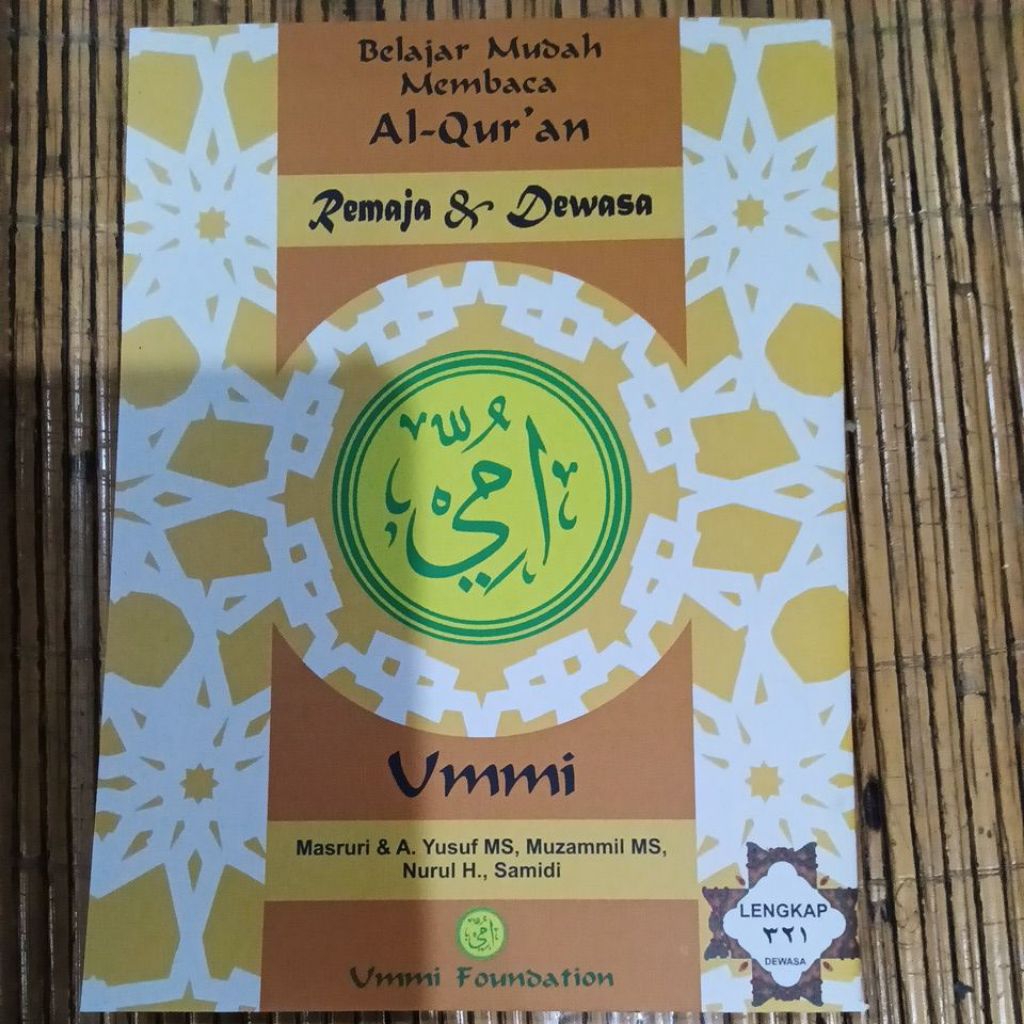 Belajar Mudah
Membaca
Al-Qur'an
Remaja & Dewasa
اُمِّيْ
Ummi
Masruri & A. Yusuf MS, Muzammil MS,
Nurul H., Samidi
اُمِّيْ
Ummi Foundation
LENGKAP
٣٢١
DEWASA